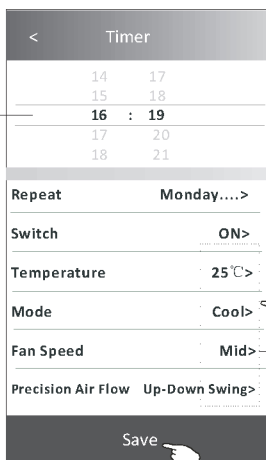 < Timer
14 17
15 18
16 : 19
17 20
18 21
Repeat Monday....>
Switch ON>
Temperature 25℃>
Mode Cool>
Fan Speed Mid>
Precision Air Flow Up-Down Swing>
Save